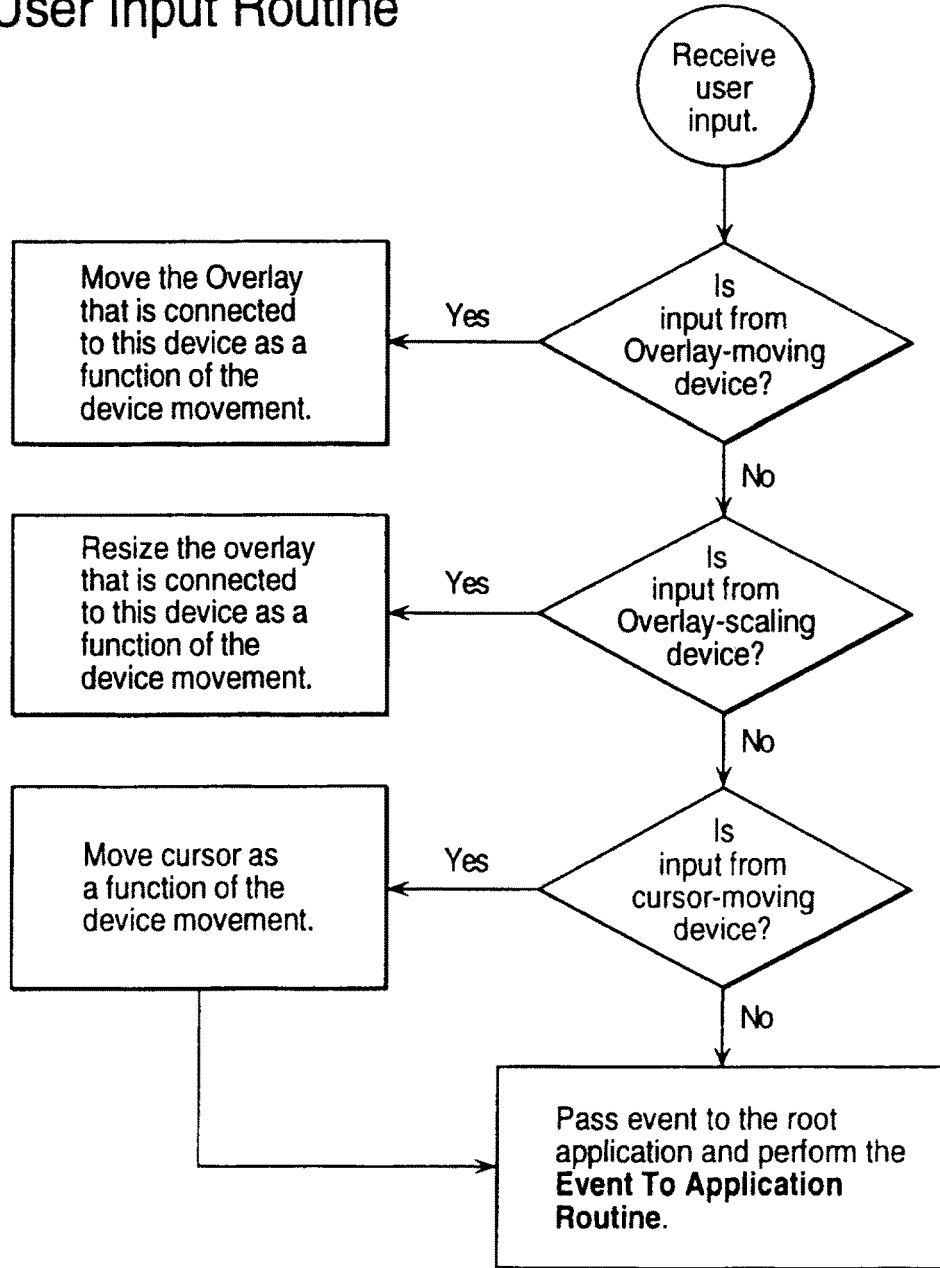 User Input Routine
Receive
user
input.
Is
input from
Overlay-moving
device?
Yes
Move the Overlay
that is connected
to this device as a
function of the
device movement.
No
Is
input from
Overlay-scaling
device?
Yes
Resize the overlay
that is connected
to this device as a
function of the
device movement.
No
Is
input from
cursor-moving
device?
Yes
Move cursor as
a function of the
device movement.
No
Pass event to the root
application and perform the
Event To Application
Routine.